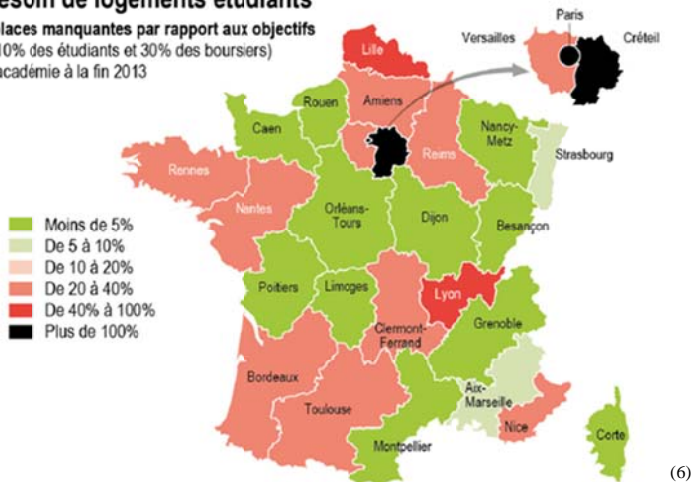 esoin de logements étudiants
laces manquantes par rapport aux objectifs
10% des étudiants et 30% des boursiers)
académie à la fin 2013
Paris
Versailles
Créteil
Lille
Rouen
Amiens
Caen
Reims
Nancy-
Metz
Strasbourg
Rennes
Nantes
Orléans-
Tours
Dijon
Besançon
Moins de 5%
De 5 à 10%
De 10 à 20%
De 20 à 40%
De 40% à 100%
Plus de 100%
Poitiers
Limoges
Clermont-
Ferrand
Lyon
Grenoble
Bordeaux
Toulouse
Aix-
Marseille
Nice
Montpellier
Corte
(6)